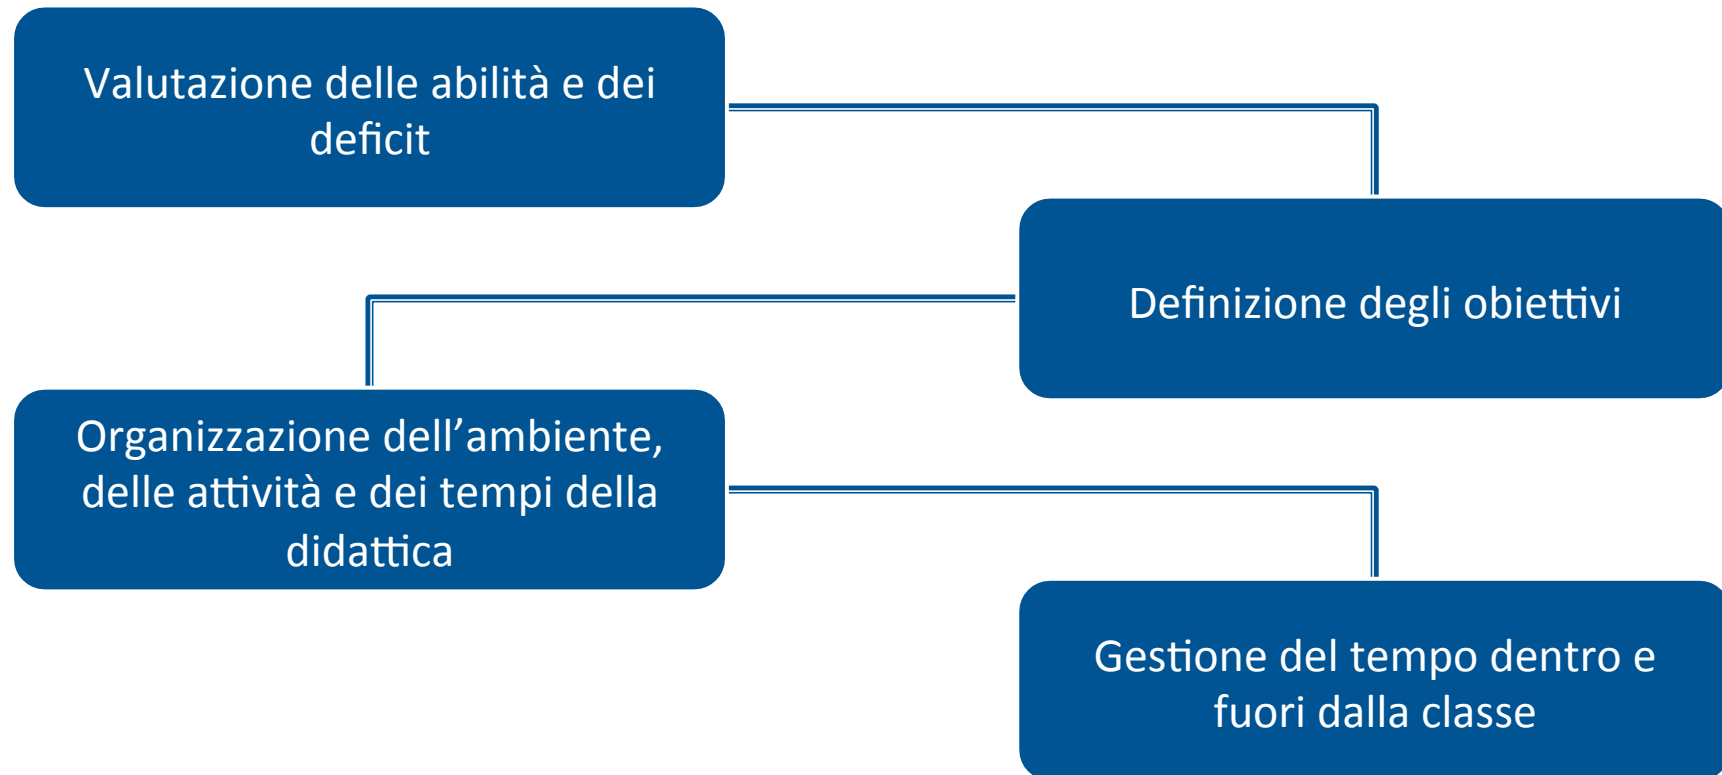 Valutazione delle abilità e dei
deficit
Definizione degli obiettivi
Organizzazione dell’ambiente,
delle attività e dei tempi della
didattica
Gestione del tempo dentro e
fuori dalla classe